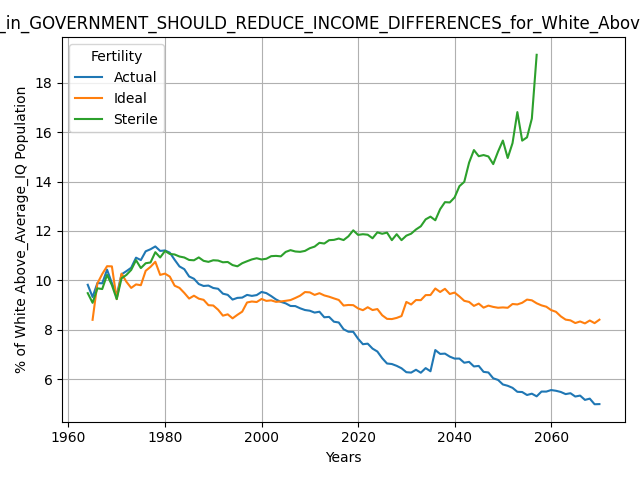 _in_GOVERNMENT_SHOULD_REDUCE_INCOME_DIFFERENCES_for_White_Abov
Fertility
Actual
Ideal
Sterile
% of White Above_Average_IQ Population
18
16
14
12
10
8
6
1960 1980 2000 2020 2040 2060
Years